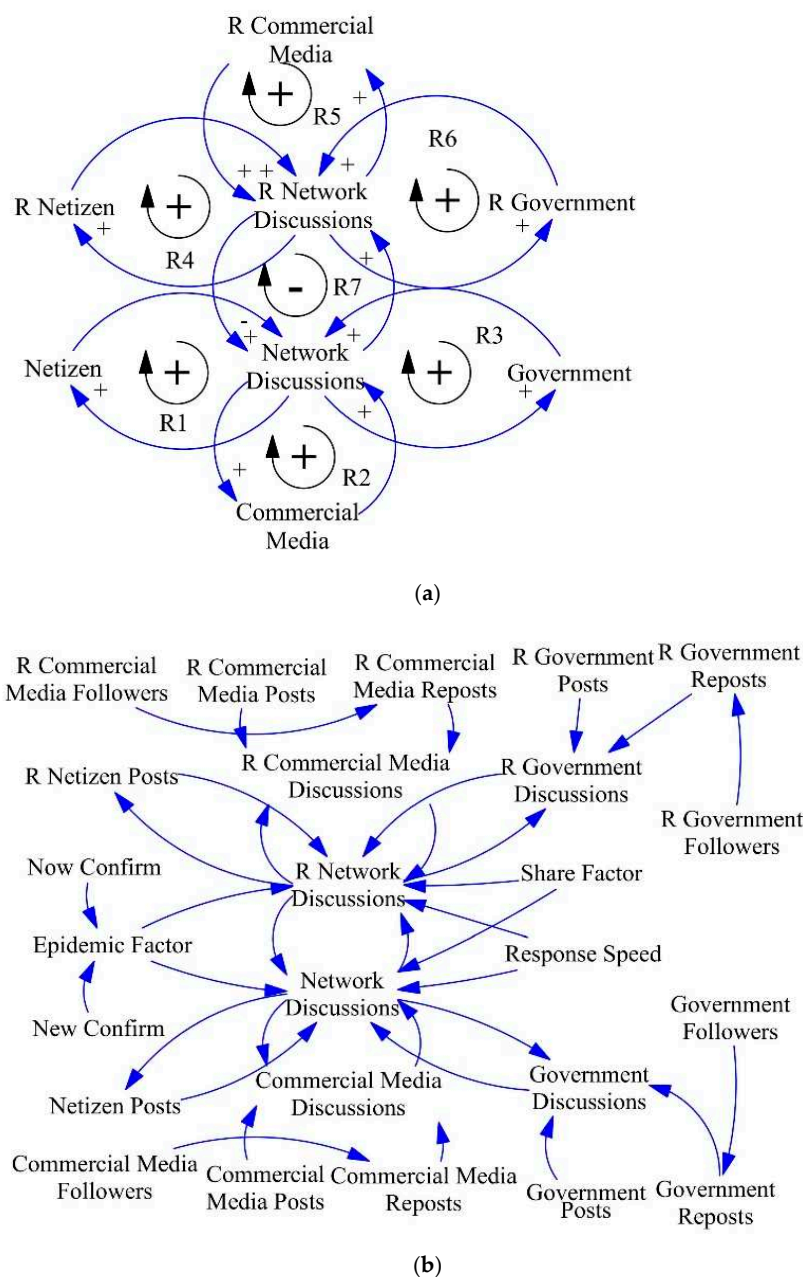 R Commercial
Media
+
R5
+
R6
+
+ +
+
+
R Netizen
+
R Network
Discussions
R Government
+
R4
+
-
R7
-
+
+
R3
Netizen
+
+
Network
Discussions
+
Government
+
R1
+
+
R2
+
Commercial
Media
(a)
R Commercial
Media Followers
R Commercial
Media Posts
R Commercial
Media Reposts
R Government
Posts
R Government
Reposts
R Commercial Media
Discussions
R Netizen Posts
R Government
Discussions
R Government
Followers
Now Confirm
R Network
Discussions
Share Factor
Epidemic Factor
Response Speed
Network
Discussions
New Confirm
Government
Followers
Netizen Posts
Commercial Media
Discussions
Government
Discussions
Commercial Media
Followers
Commercial
Media Posts
Commercial Media
Reposts
Government
Posts
Government
Reposts
(b)